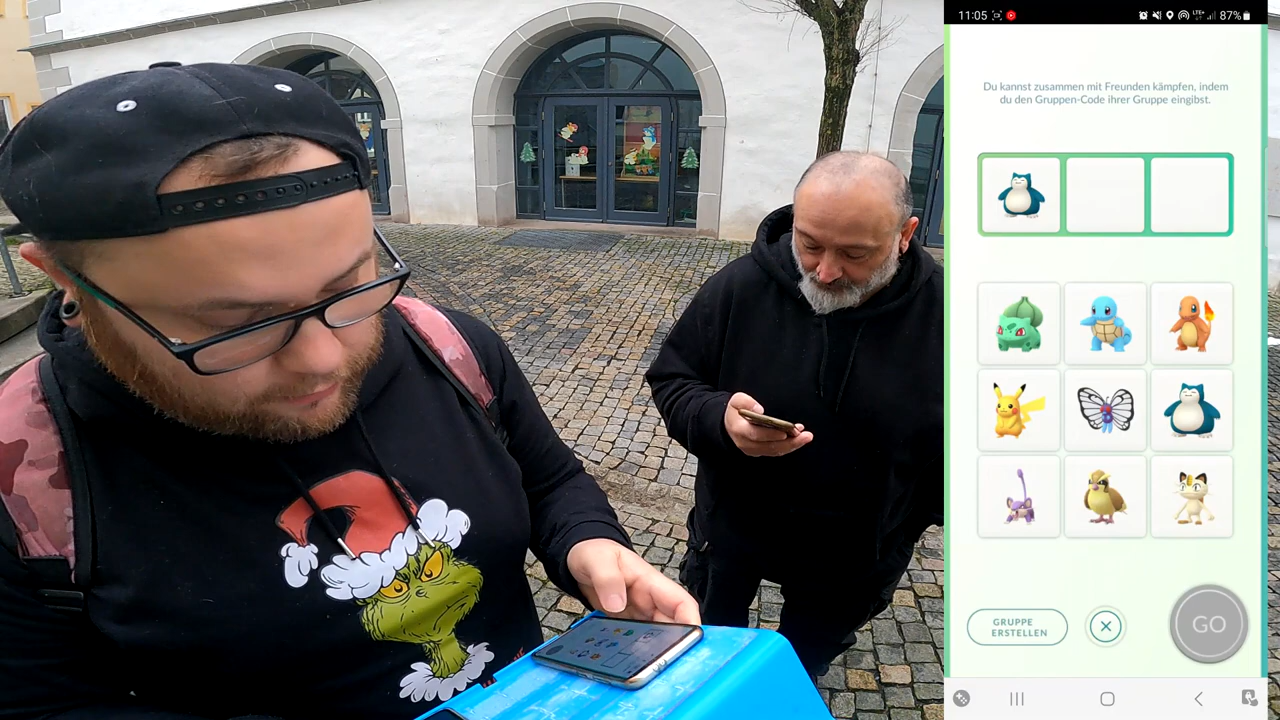 11:05
LTE+
87%
Du kannst zusammen mit Freunden kämpfen, indem
du den Gruppen-Code ihrer Gruppe eingibst.
GRUPPE
ERSTELLEN
GO